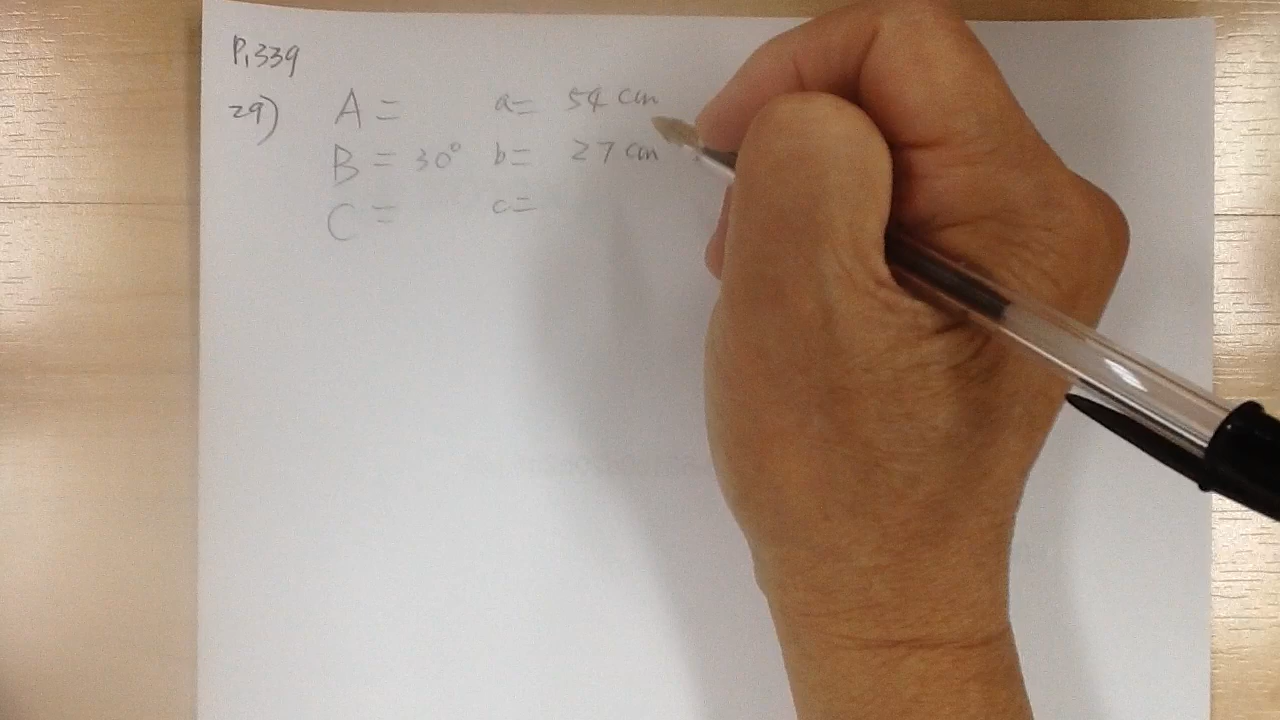 P,339
29) A = a = 54 cm
B = 30° b = 27 cm
C = c =